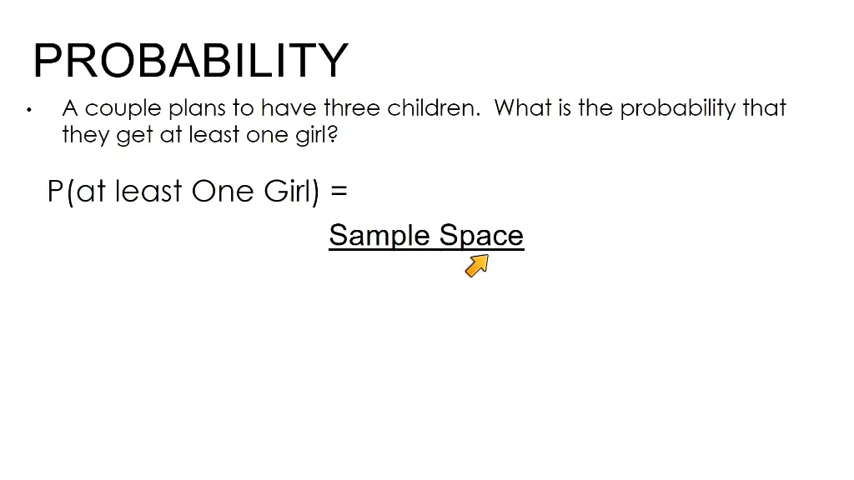 PROBABILITY
• A couple plans to have three children. What is the probability that
they get at least one girl?
P(at least One Girl) =
Sample Space